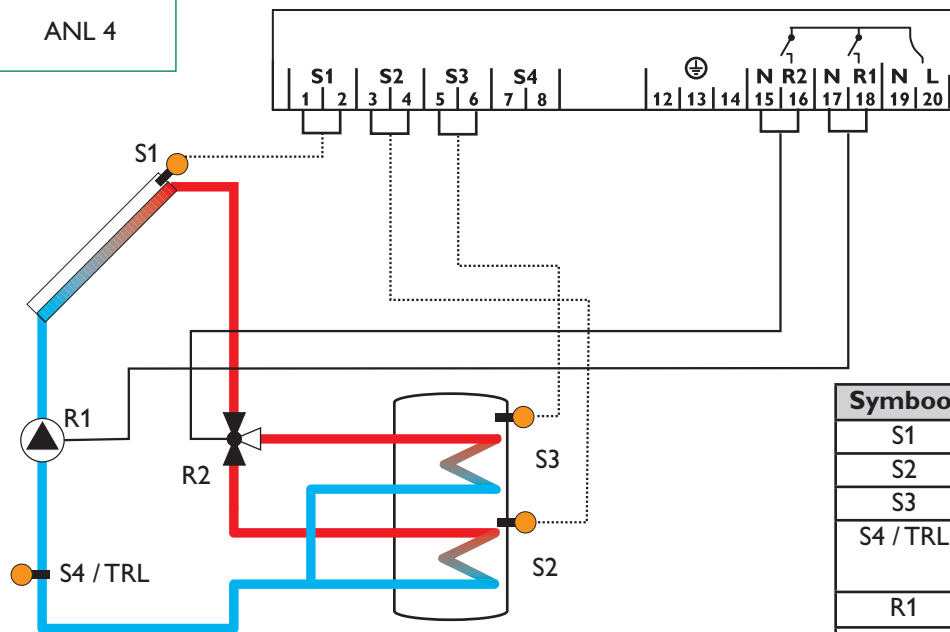 ANL 4
S1 S2 S3 S4 N R2 N R1 N L
1 2 3 4 5 6 7 8 12 13 14 15 16 17 18 19 20
S1
R1
R2
S3
S2
S4 / TRL
Symboo
S1
S2
S3
S4 / TRL
R1